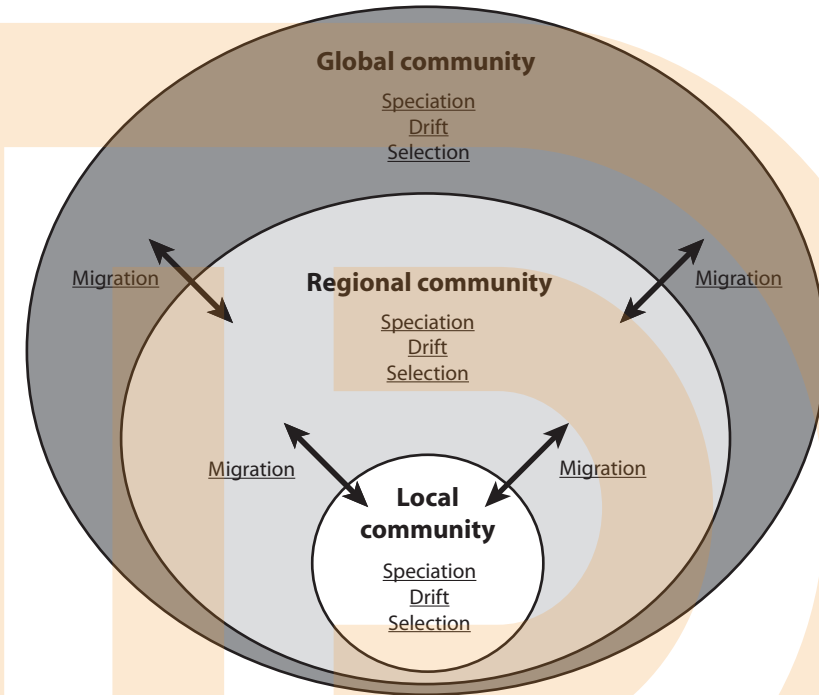 Global community
Speciation
Drift
Selection
Migration
Migration
Regional community
Speciation
Drift
Selection
Migration
Migration
Local
community
Speciation
Drift
Selection